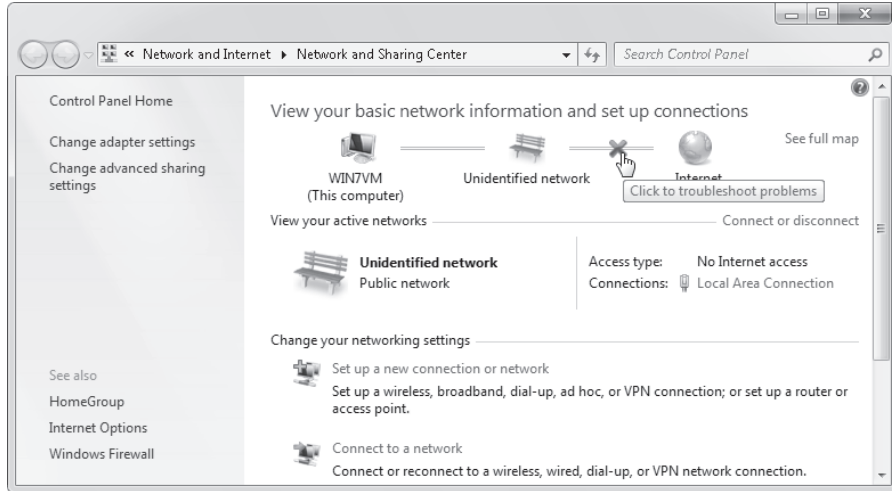 « Network and Internet ▸ Network and Sharing Center
Search Control Panel
Control Panel Home
Change adapter settings
Change advanced sharing
settings
See also
HomeGroup
Internet Options
Windows Firewall
View your basic network information and set up connections
See full map
WIN7VM
(This computer)
Unidentified network
Internet
Click to troubleshoot problems
View your active networks
Connect or disconnect
Unidentified network
Public network
Access type: No Internet access
Connections: Local Area Connection
Change your networking settings
Set up a new connection or network
Set up a wireless, broadband, dial-up, ad hoc, or VPN connection; or set up a router or
access point.
Connect to a network
Connect or reconnect to a wireless, wired, dial-up, or VPN network connection.